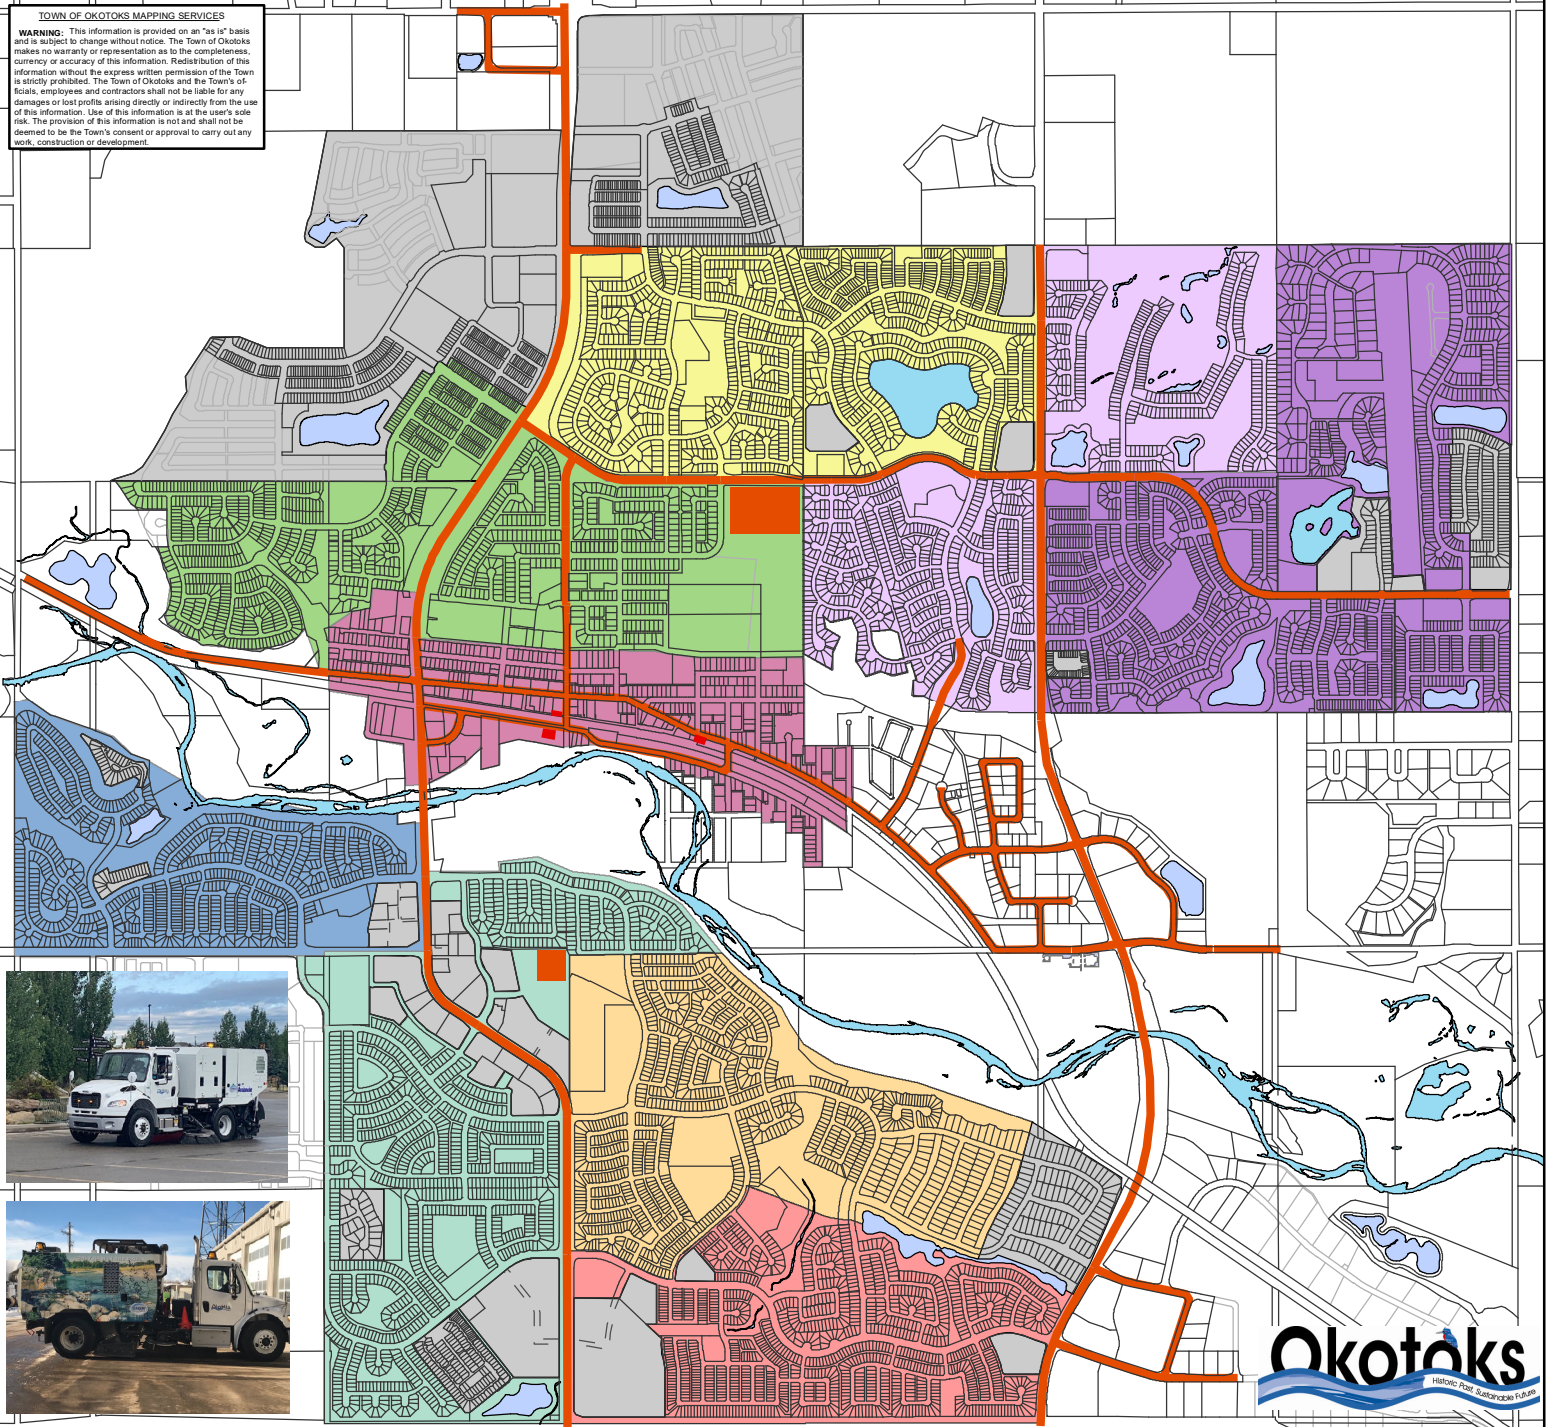 TOWN OF OKOTOKS MAPPING SERVICES
WARNING: This information is provided on an "as is" basis
and is subject to change without notice. The Town of Okotoks
makes no warranty or representation as to the completeness,
currency or accuracy of this information. Redistribution of this
information without the express written permission of the Town
is strictly prohibited. The Town of Okotoks and the Town's of-
ficials, employees and contractors shall not be liable for any
damages or lost profits arising directly or indirectly from the use
of this information. Use of this information is at the user's sole
risk. The provision of this information is not and shall not be
deemed to be the Town's consent or approval to carry out any
work, construction or development.
Okotoks
Historic Past, Sustainable Future